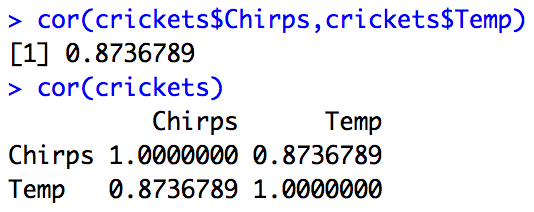 > cor(crickets$Chirps,crickets$Temp)
[1] 0.8736789
> cor(crickets)
Chirps Temp
Chirps 1.0000000 0.8736789
Temp 0.8736789 1.0000000